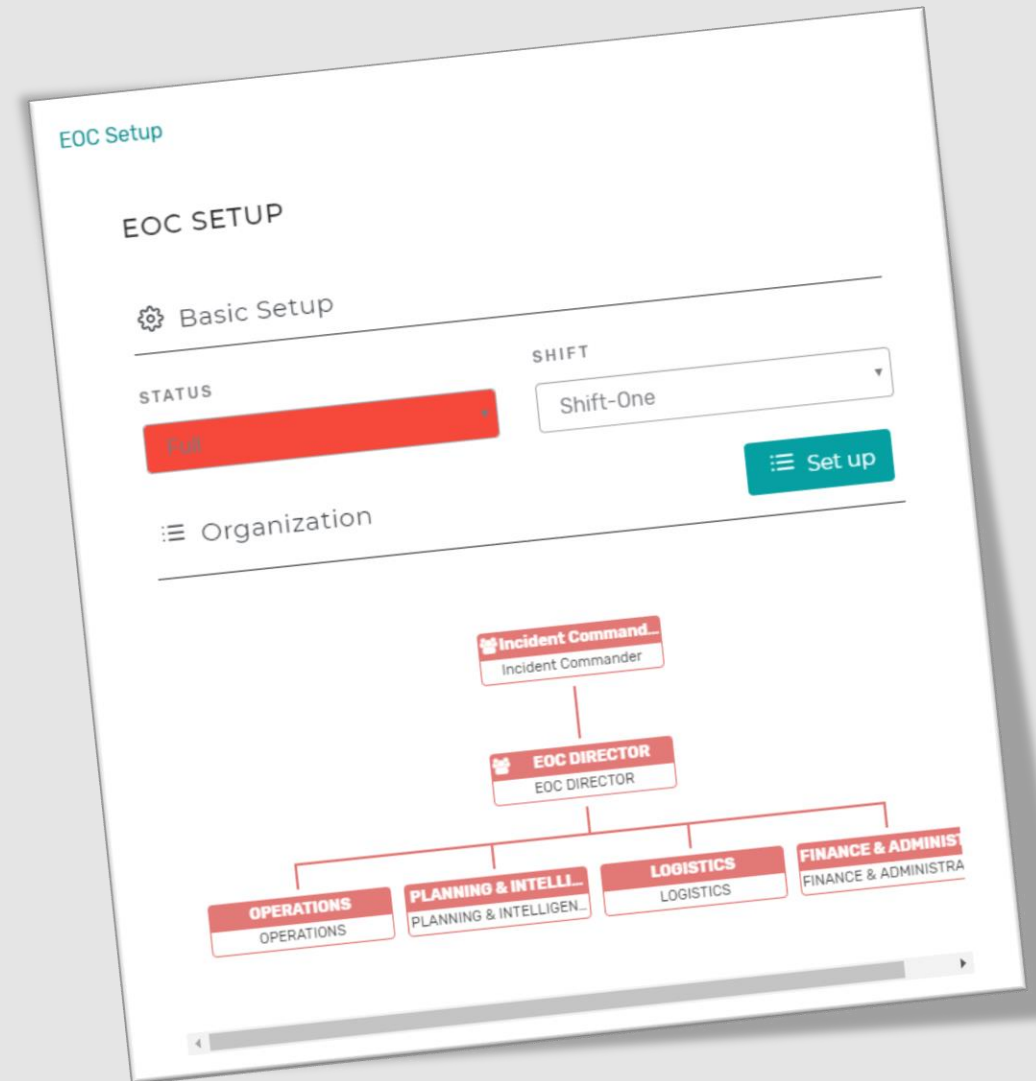 EOC Setup
EOC SETUP
Basic Setup
STATUS
SHIFT
Full
Shift-One
Set up
Organization
Incident Command...
Incident Commander
EOC DIRECTOR
EOC DIRECTOR
OPERATIONS
OPERATIONS
PLANNING & INTELLI...
PLANNING & INTELLIGEN...
LOGISTICS
LOGISTICS
FINANCE & ADMINIST
FINANCE & ADMINISTRA